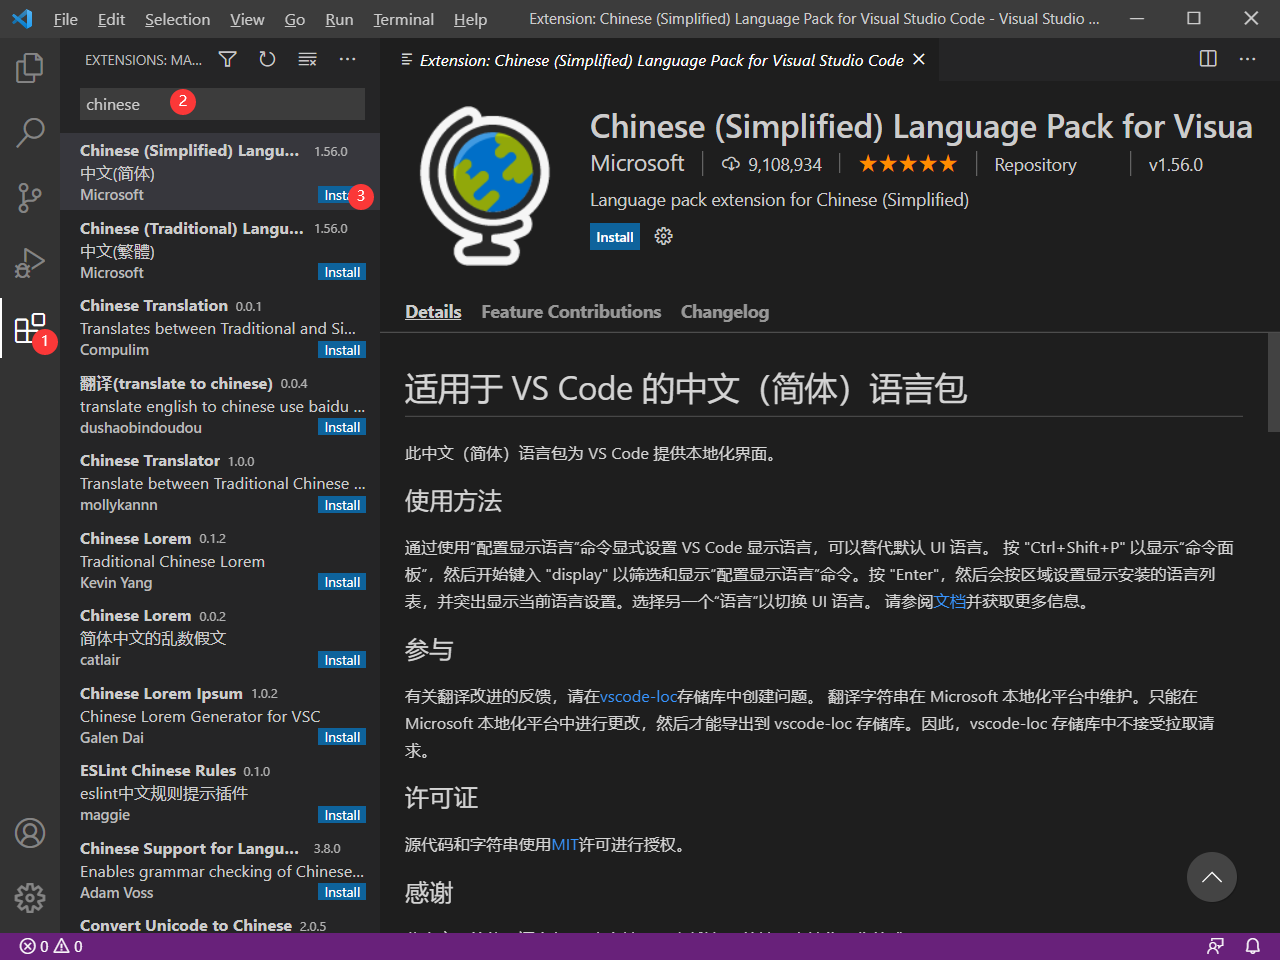 File Edit Selection View Go Run Terminal Help
Extension: Chinese (Simplified) Language Pack for Visual Studio Code - Visual Studio ...
EXTENSIONS: MA...
chinese
2
Chinese (Simplified) Langu... 1.56.0
中文(简体)
Microsoft
Insta
3
Chinese (Traditional) Langu... 1.56.0
中文(繁體)
Microsoft Install
Chinese Translation 0.0.1
Translates between Traditional and Si...
Compulim Install
1
翻译(translate to chinese) 0.0.4
translate english to chinese use baidu ...
dushaobindoudou Install
Chinese Translator 1.0.0
Translate between Traditional Chinese ...
mollykannn Install
Chinese Lorem 0.1.2
Traditional Chinese Lorem
Kevin Yang Install
Chinese Lorem 0.0.2
简体中文的乱数假文
catlair Install
Chinese Lorem Ipsum 1.0.2
Chinese Lorem Generator for VSC
Galen Dai Install
ESLint Chinese Rules 0.1.0
eslint中文规则提示插件
maggie Install
Chinese Support for Langu... 3.8.0
Enables grammar checking of Chinese...
Adam Voss Install
Convert Unicode to Chinese 2.0.5
Extension: Chinese (Simplified) Language Pack for Visual Studio Code
Chinese (Simplified) Language Pack for Visua
Microsoft 9,108,934 ★★★★★ Repository v1.56.0
Language pack extension for Chinese (Simplified)
Install
Details Feature Contributions Changelog
适用于 VS Code 的中文（简体）语言包
此中文（简体）语言包为 VS Code 提供本地化界面。
使用方法
通过使用“配置显示语言”命令显式设置 VS Code 显示语言，可以替代默认 UI 语言。 按 "Ctrl+Shift+P" 以显示“命令面
板”，然后开始键入 "display" 以筛选和显示“配置显示语言”命令。按 "Enter"，然后会按区域设置显示安装的语言列
表，并突出显示当前语言设置。选择另一个“语言”以切换 UI 语言。 请参阅文档并获取更多信息。
参与
有关翻译改进的反馈，请在vscode-loc存储库中创建问题。 翻译字符串在 Microsoft 本地化平台中维护。只能在
Microsoft 本地化平台中进行更改，然后才能导出到 vscode-loc 存储库。因此，vscode-loc 存储库中不接受拉取请
求。
许可证
源代码和字符串使用MIT许可进行授权。
感谢
0 0